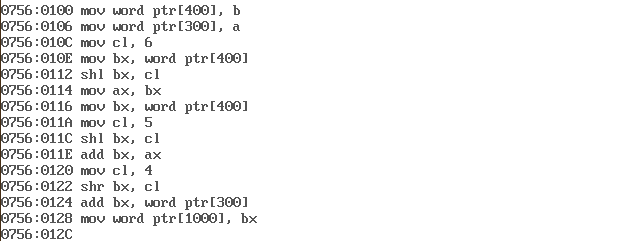 0756:0100 mov word ptr[400], b
0756:0106 mov word ptr[300], a
0756:010C mov cl, 6
0756:010E mov bx, word ptr[400]
0756:0112 shl bx, cl
0756:0114 mov ax, bx
0756:0116 mov bx, word ptr[400]
0756:011A mov cl, 5
0756:011C shl bx, cl
0756:011E add bx, ax
0756:0120 mov cl, 4
0756:0122 shr bx, cl
0756:0124 add bx, word ptr[300]
0756:0128 mov word ptr[1000], bx
0756:012C